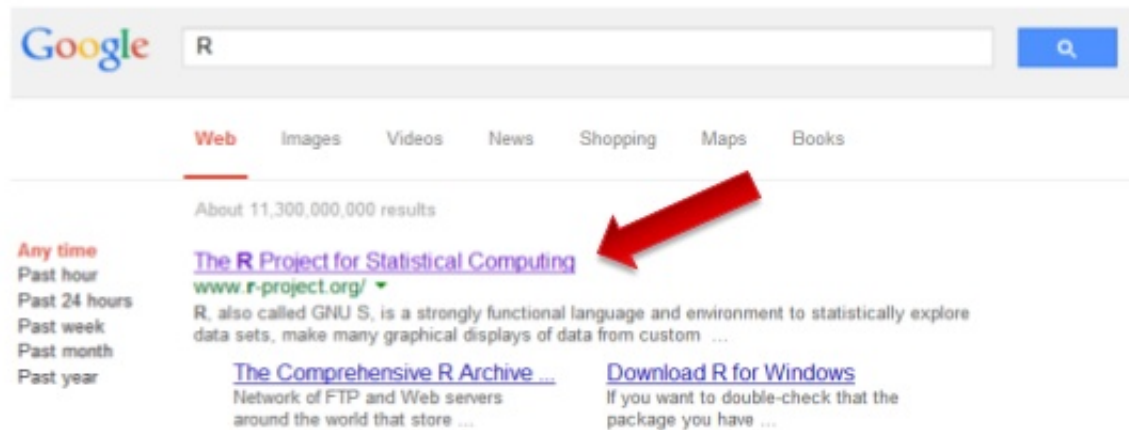 Google R
Web Images Videos News Shopping Maps Books
About 11,300,000,000 results
Any time
Past hour
Past 24 hours
Past week
Past month
Past year
The R Project for Statistical Computing
www.r-project.org/
R, also called GNU S, is a strongly functional language and environment to statistically explore
data sets, make many graphical displays of data from custom ...
The Comprehensive R Archive ...
Network of FTP and Web servers
around the world that store ...
Download R for Windows
If you want to double-check that the
package you have ...